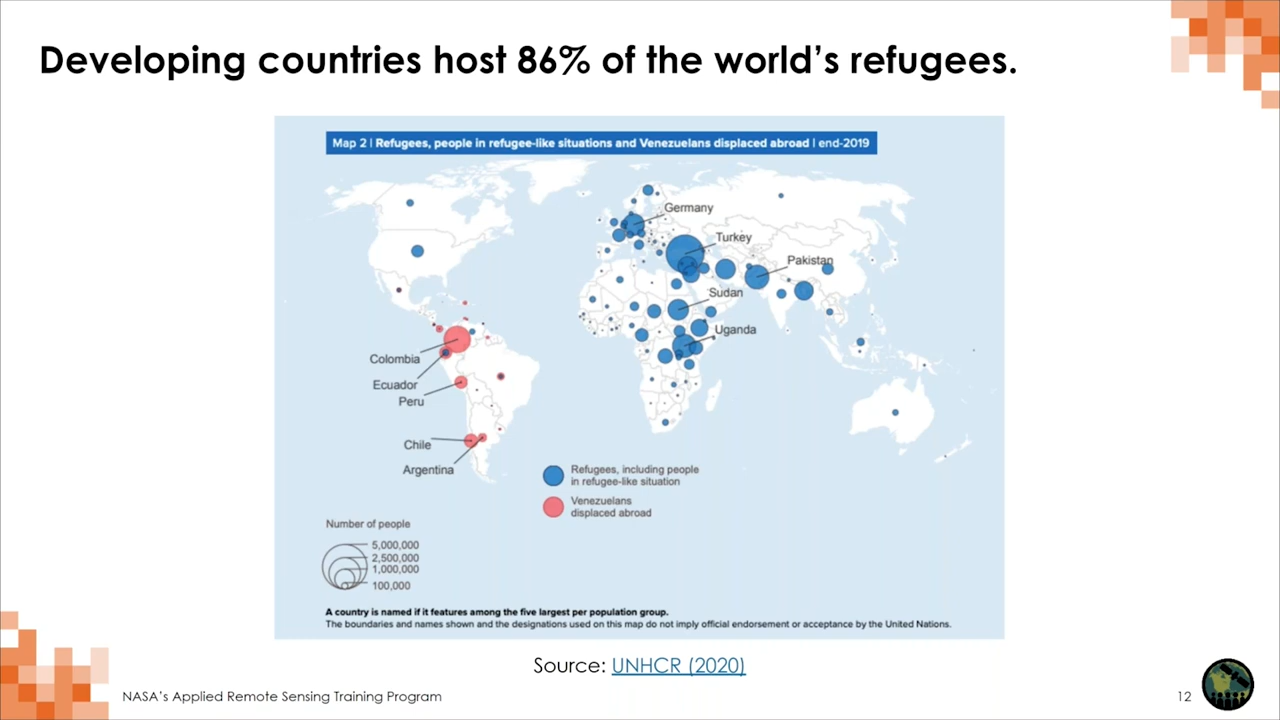 Developing countries host 86% of the world’s refugees.
Map 2 | Refugees, people in refugee-like situations and Venezuelans displaced abroad | end-2019
Germany
Turkey
Pakistan
Sudan
Uganda
Colombia
Ecuador
Peru
Chile
Argentina
Refugees, including people
in refugee-like situation
Venezuelans
displaced abroad
Number of people
5,000,000
2,500,000
1,000,000
100,000
A country is named if it features among the five largest per population group.
The boundaries and names shown and the designations used on this map do not imply official endorsement or acceptance by the United Nations.
Source: UNHCR (2020)
NASA’s Applied Remote Sensing Training Program
12